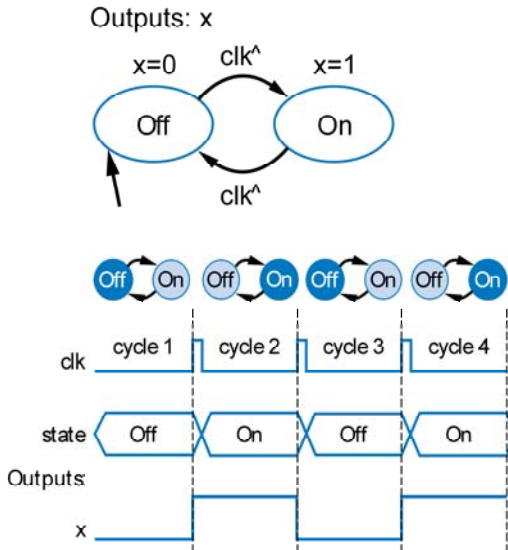 Outputs: x
x=0 clk^ x=1
Off On
clk^
Off On Off On Off On Off On
clk cycle 1 cycle 2 cycle 3 cycle 4
state Off On Off On
Outputs:
x